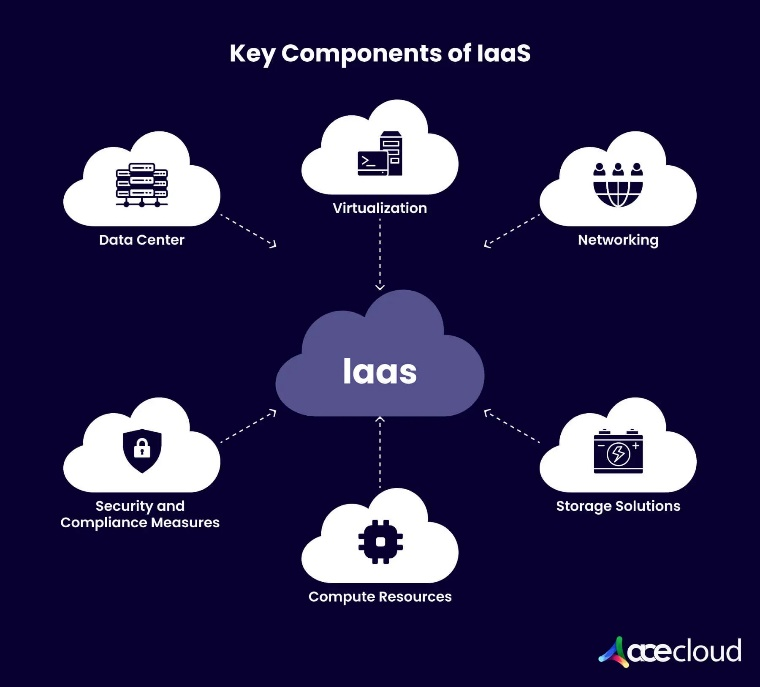 Key Components of IaaS
Data Center
Virtualization
Networking
Iaas
Security and
Compliance Measures
Compute Resources
Storage Solutions
acecloud